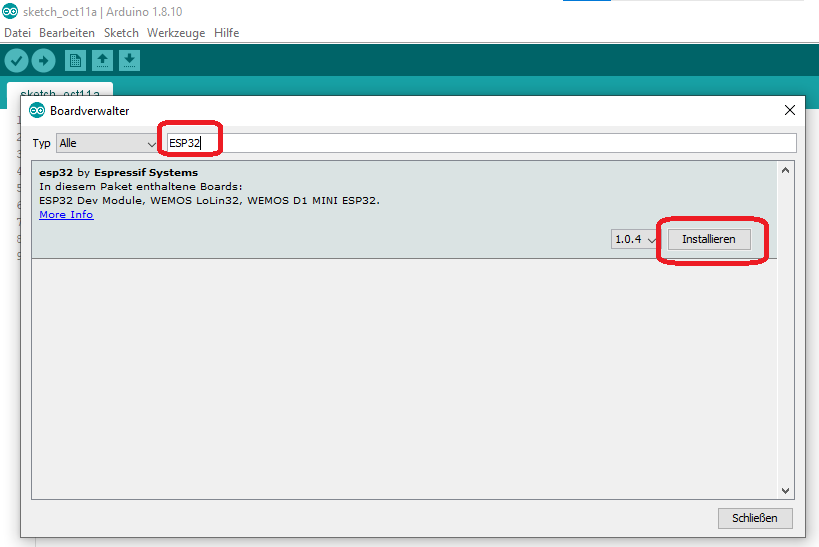 sketch_oct11a | Arduino 1.8.10
Datei Bearbeiten Sketch Werkzeuge Hilfe
sketch_oct11a
Boardverwalter
Typ Alle ESP32
esp32 by Espressif Systems
In diesem Paket enthaltene Boards:
ESP32 Dev Module, WEMOS LoLin32, WEMOS D1 MINI ESP32.
More Info
1.0.4 Installieren
Schließen